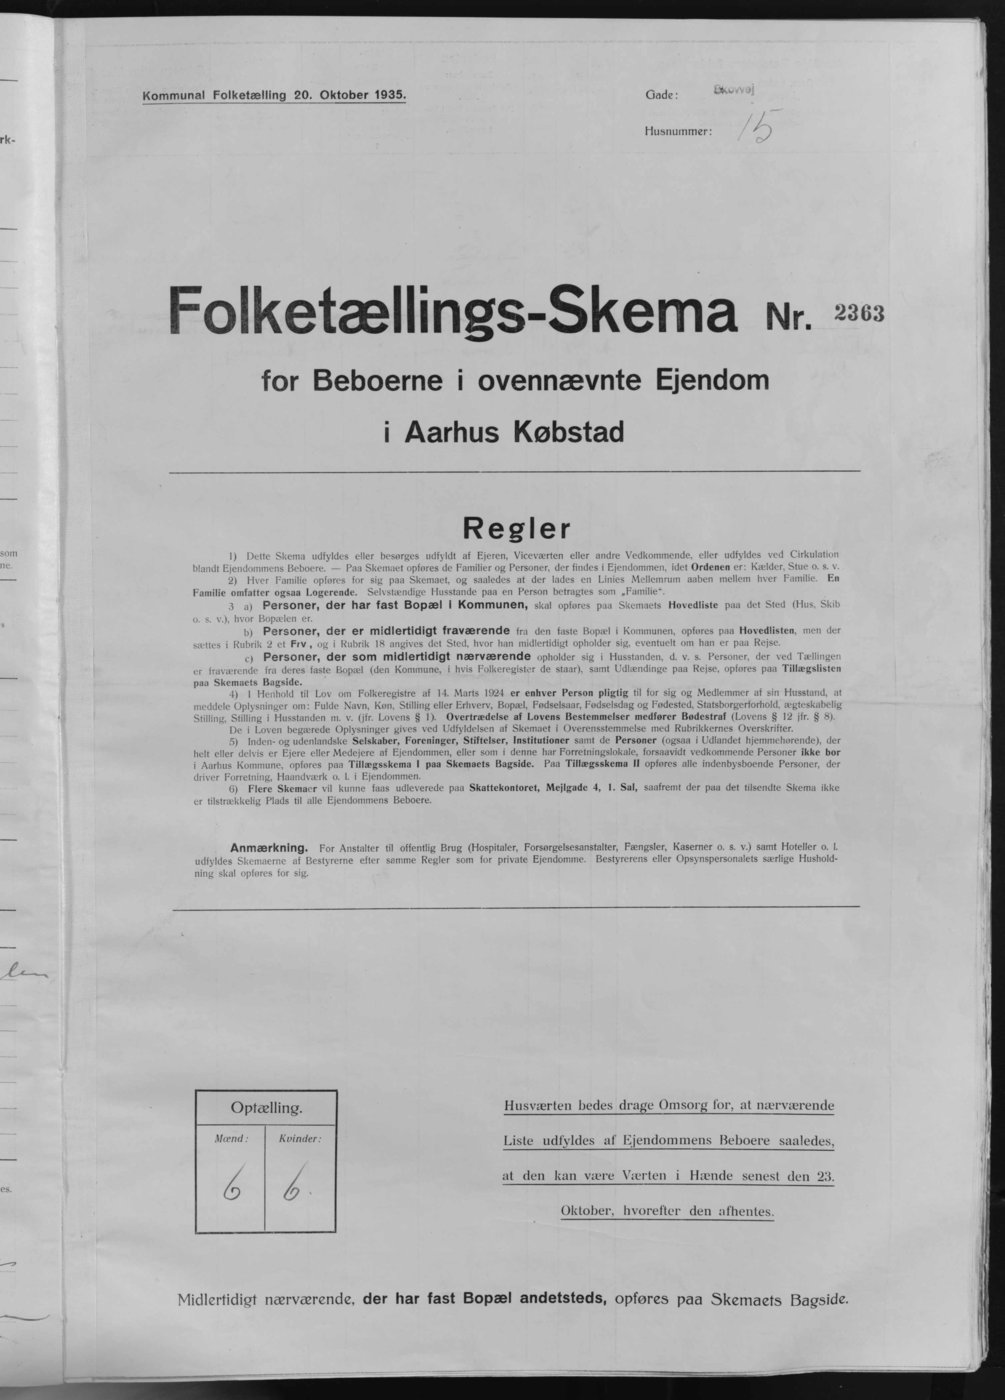 Kommunal Folketælling 20. Oktober 1935.
Gade: Skovvej
Husnummer: 15
Folketællings-Skema Nr. 2363
for Beboerne i ovennævnte Ejendom
i Aarhus Købstad
Regler
1) Dette Skema udfyldes eller besørges udfyldt af Ejeren, Viceværten eller andre Vedkommende, eller udfyldes ved Cirkulation
blandt Ejendommens Beboere. — Paa Skemaet opføres de Familier og Personer, der findes i Ejendommen, idet Ordenen er: Kælder, Stue o. s. v.
2) Hver Familie opføres for sig paa Skemaet, og saaledes at der lades en Linies Mellemrum aaben mellem hver Familie. En
Familie omfatter ogsaa Logerende. Selvstændige Husstande paa en Person betragtes som „Familie“.
3 a) Personer, der har fast Bopæl i Kommunen, skal opføres paa Skemaets Hovedliste paa det Sted (Hus, Skib
o. s. v.), hvor Bopælen er.
b) Personer, der er midlertidigt fraværende fra den faste Bopæl i Kommunen, opføres paa Hovedlisten, men der
sættes i Rubrik 2 et Frv., og i Rubrik 18 angives det Sted, hvor han midlertidigt opholder sig, eventuelt om han er paa Rejse.
c) Personer, der som midlertidigt nærværende opholder sig i Husstanden, d. v. s. Personer, der ved Tællingen
er fraværende fra deres faste Bopæl (den Kommune, i hvis Folkeregister de staar), samt Udlændinge paa Rejse, opføres paa Tillægslisten
paa Skemaets Bagside.
4) I Henhold til Lov om Folkeregistre af 14. Marts 1924 er enhver Person pligtig til for sig og Medlemmer af sin Husstand, at
meddele Oplysninger om: Fulde Navn, Køn, Stilling eller Erhverv, Bopæl, Fødselsaar, Fødselsdag og Fødested, Statsborgerforhold, ægteskabelig
Stilling, Stilling i Husstanden m. v. (jfr. Lovens § 1). Overtrædelse af Lovens Bestemmelser medfører Bødestraf (Lovens § 12 jfr. § 8).
De i Loven begærede Oplysninger gives ved Udfyldelsen af Skemaet i Overensstemmelse med Rubrikkernes Overskrifter.
5) Inden- og udenlandske Selskaber, Foreninger, Stiftelser, Institutioner samt de Personer (ogsaa i Udlandet hjemmehørende), der
helt eller delvis er Ejere eller Medejere af Ejendommen, eller som i denne har Forretningslokale, forsaavidt vedkommende Personer ikke bor
i Aarhus Kommune, opføres paa Tillægsskema I paa Skemaets Bagside. Paa Tillægsskema II opføres alle indenbysboende Personer, der
driver Forretning, Haandværk o. l. i Ejendommen.
6) Flere Skemaer vil kunne faas udleverede paa Skattekontoret, Mejlgade 4, 1. Sal, saafremt der paa det tilsendte Skema ikke
er tilstrækkelig Plads til alle Ejendommens Beboere.
Anmærkning. For Anstalter til offentlig Brug (Hospitaler, Forsørgelsesanstalter, Fængsler, Kaserner o. s. v.) samt Hoteller o. l.
udfyldes Skemaerne af Bestyrerne efter samme Regler som for private Ejendomme. Bestyrerens eller Opsynspersonalets særlige Hushold-
ning skal opføres for sig.
Optælling.
Mænd: Kvinder:
6 6.
Husværten bedes drage Omsorg for, at nærværende
Liste udfyldes af Ejendommens Beboere saaledes,
at den kan være Værten i Hænde senest den 23.
Oktober, hvorefter den afhentes.
Midlertidigt nærværende, der har fast Bopæl andetsteds, opføres paa Skemaets Bagside.